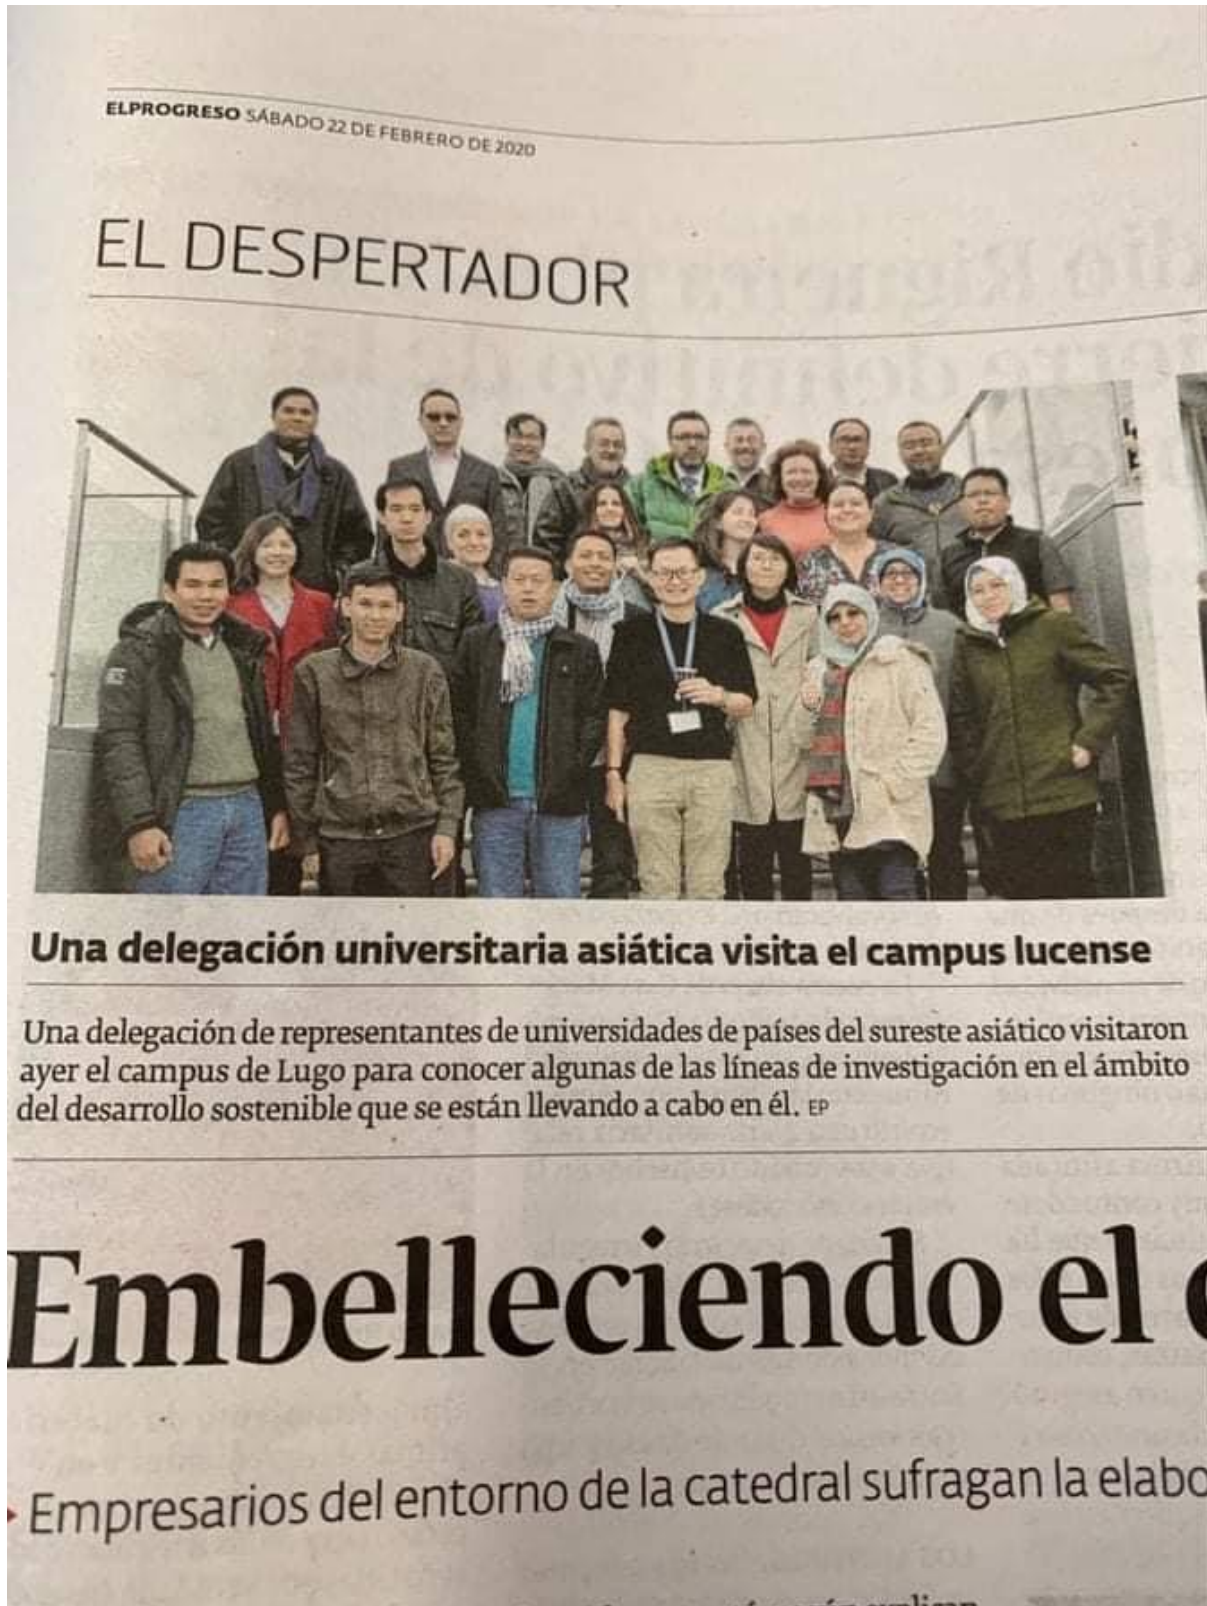 ELPROGRESO SÁBADO 22 DE FEBRERO DE 2020
EL DESPERTADOR
Una delegación universitaria asiática visita el campus lucense
Una delegación de representantes de universidades de países del sureste asiático visitaron
ayer el campus de Lugo para conocer algunas de las líneas de investigación en el ámbito
del desarrollo sostenible que se están llevando a cabo en él. EP
Embelleciendo el
Empresarios del entorno de la catedral sufragan la elabo